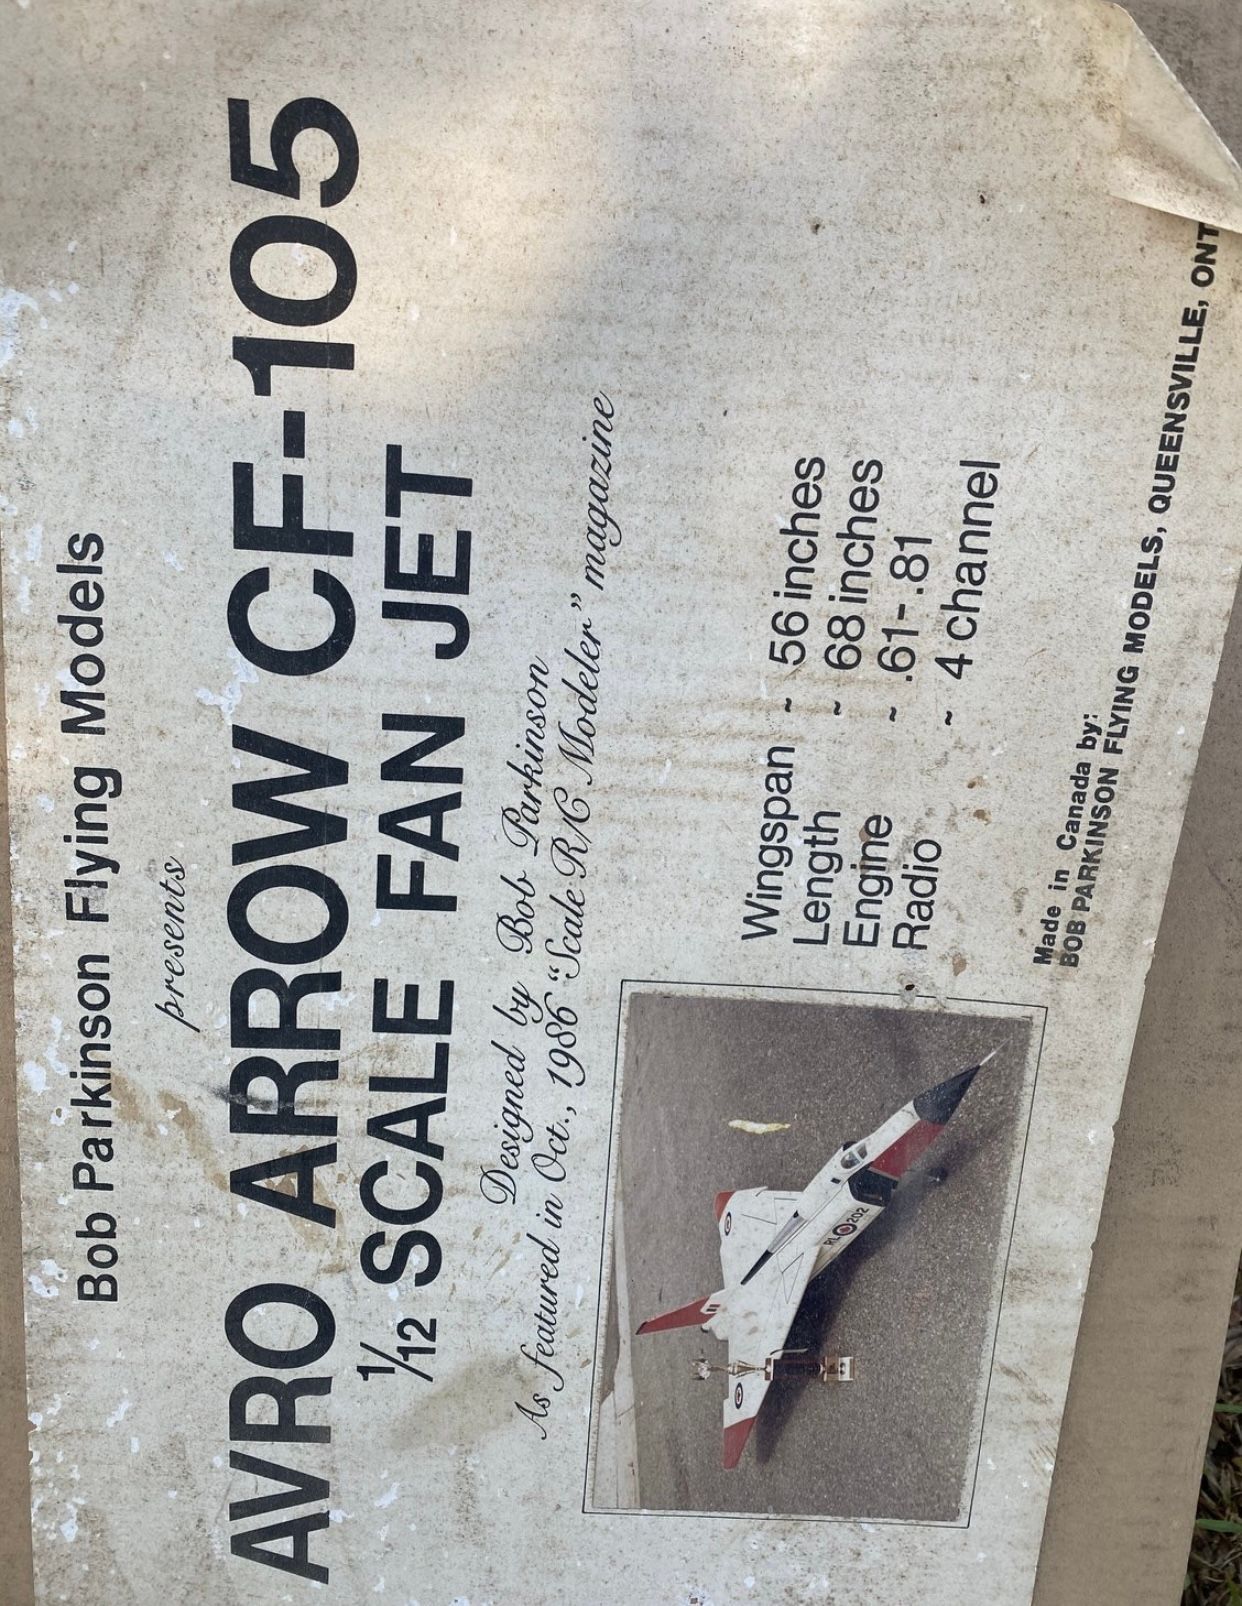 Bob Parkinson Flying Models
presents
AVRO ARROW CF-105
1/12 SCALE FAN JET
Designed by Bob Parkinson
As featured in Oct., 1986 “Scale R/C Modeler” magazine
Wingspan ~ 56 inches
Length ~ 68 inches
Engine ~ .61-.81
Radio ~ 4 channel
RL 202
Made in Canada by:
BOB PARKINSON FLYING MODELS, QUEENSVILLE, ONT